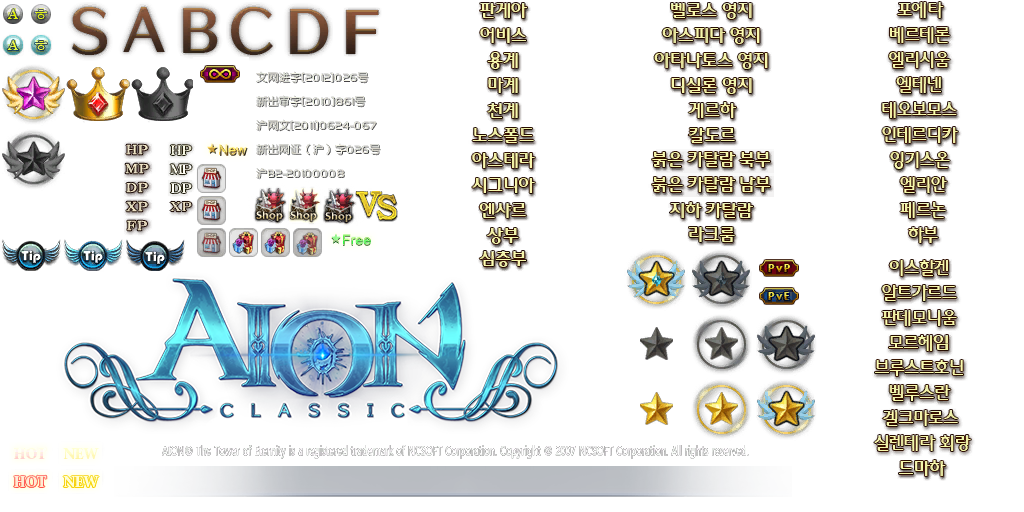 A ㅎ
A ㅎ
SABCDF
文网进字[2012]026号
新出审字[2010]861号
沪网文[2011]0624-067
新出网证（沪）字026号
沪B2-20100008
HP HP
MP MP
DP DP
XP XP
FP
New
Shop Shop Shop VS
Free
Tip Tip Tip
AION
CLASSIC
HOT NEW
HOT NEW
AION® The Tower of Eternity is a registered trademark of NCSOFT Corporation. Copyright © 2007 NCSOFT Corporation. All rights reserved.
판게아
어비스
용계
마계
천계
노스폴드
아스테라
시그니아
엔샤르
상부
심층부
벨로스 영지
아스피다 영지
아타나토스 영지
디실론 영지
게르하
칼도르
붉은 카탈람 북부
붉은 카탈람 남부
지하 카탈람
라크룸
PvP
PvE
포에타
베르테론
엘리시움
엘테넨
테오보모스
인테르디카
잉기스온
엘리안
페르논
하부
이스할겐
알트가르드
판데모니움
모르헤임
브루스트호닌
벨루스란
겔크마로스
실렌테라 회랑
드마하